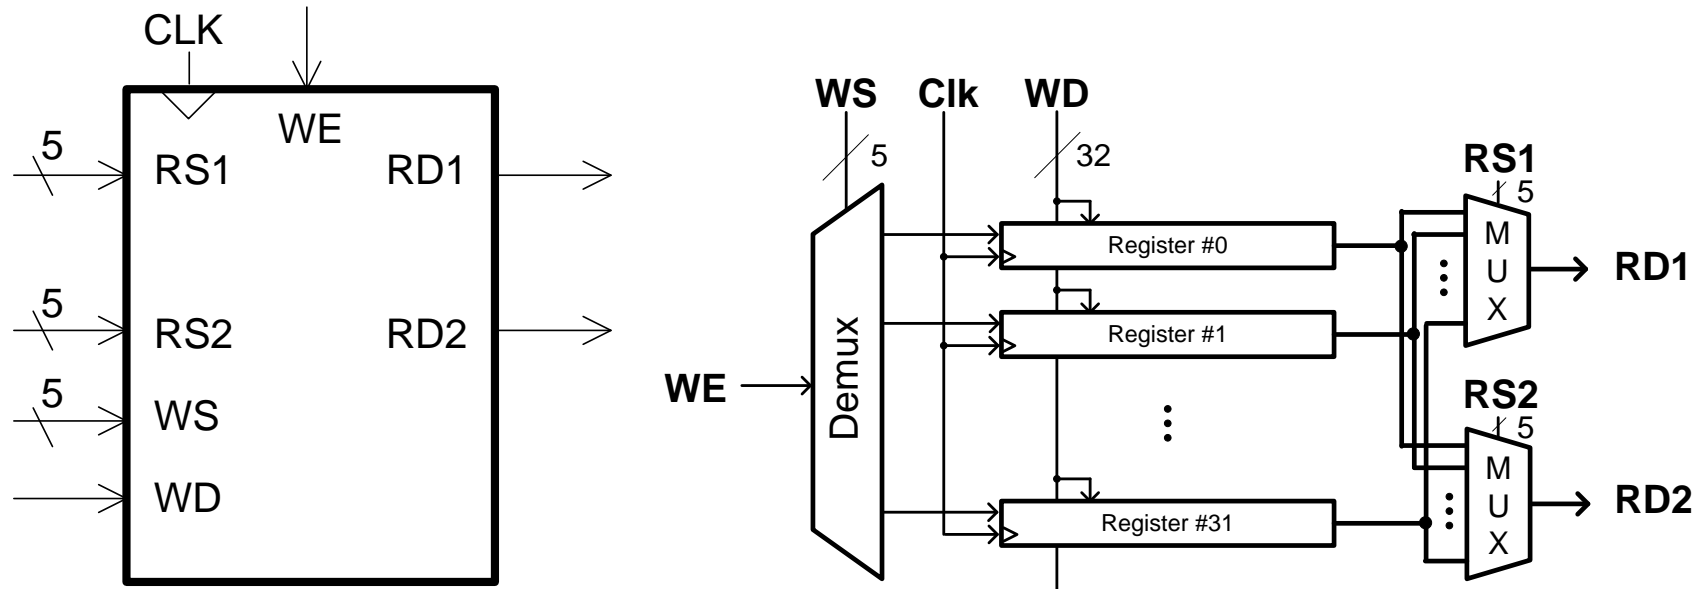 CLK
WE
5
RS1
RD1
5
RS2
RD2
5
WS
WD
WS
Clk
WD
5
32
RS1
5
Register #0
M
U
X
RD1
Register #1
WE
Demux
RS2
5
M
U
X
RD2
Register #31